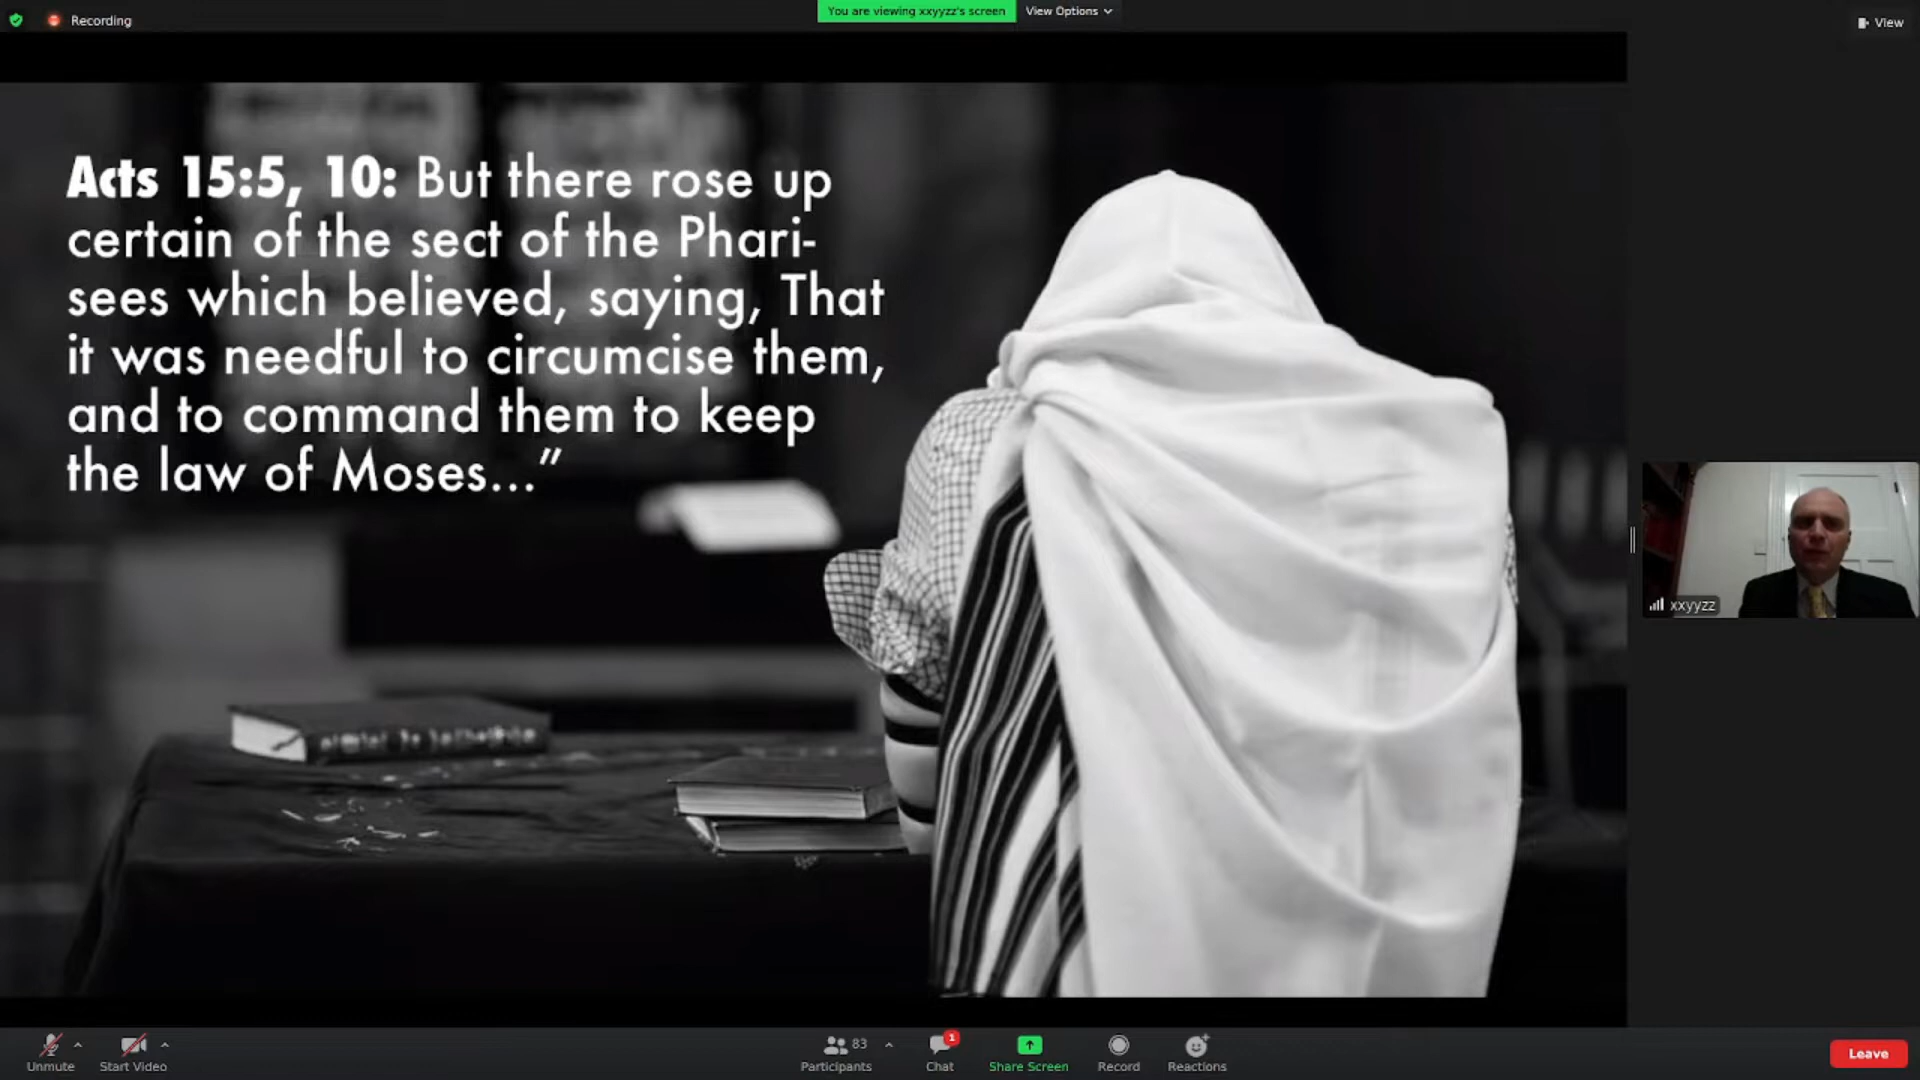 Recording
You are viewing xxyyzz's screen
View Options
View
Acts 15:5, 10: But there rose up
certain of the sect of the Phari-
sees which believed, saying, That
it was needful to circumcise them,
and to command them to keep
the law of Moses..."
xxyyzz
Unmute
Start Video
83
Participants
1
Chat
Share Screen
Record
Reactions
Leave